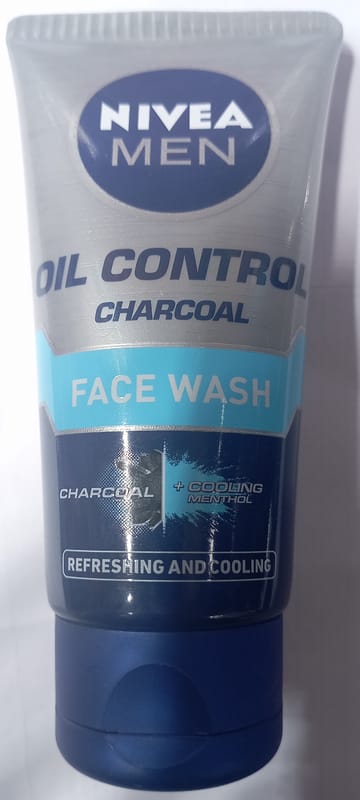 NIVEA
MEN
OIL CONTROL
CHARCOAL
FACE WASH
CHARCOAL + COOLING
MENTHOL
REFRESHING AND COOLING